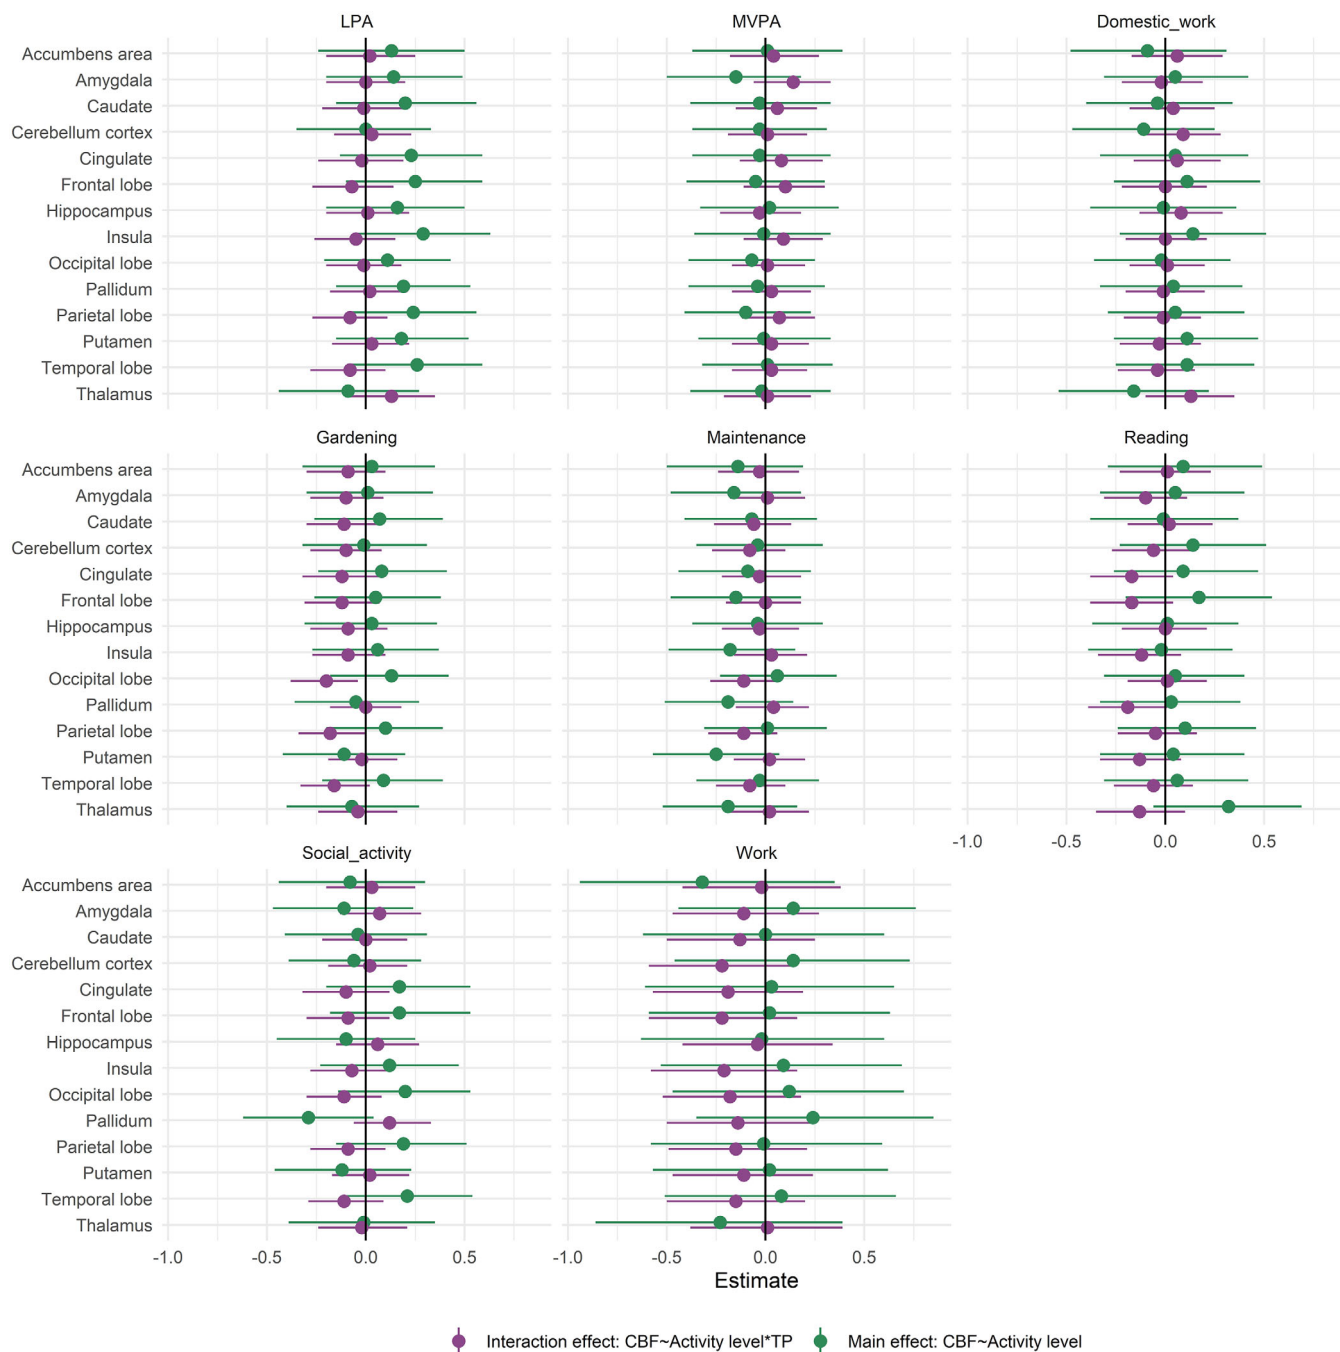 LPA MVPA Domestic_work
Accumbens area
Amygdala
Caudate
Cerebellum cortex
Cingulate
Frontal lobe
Hippocampus
Insula
Occipital lobe
Pallidum
Parietal lobe
Putamen
Temporal lobe
Thalamus
Gardening Maintenance Reading
Accumbens area
Amygdala
Caudate
Cerebellum cortex
Cingulate
Frontal lobe
Hippocampus
Insula
Occipital lobe
Pallidum
Parietal lobe
Putamen
Temporal lobe
Thalamus
-1.0 -0.5 0.0 0.5
Social_activity Work
Accumbens area
Amygdala
Caudate
Cerebellum cortex
Cingulate
Frontal lobe
Hippocampus
Insula
Occipital lobe
Pallidum
Parietal lobe
Putamen
Temporal lobe
Thalamus
-1.0 -0.5 0.0 0.5 -1.0 -0.5 0.0 0.5
Estimate
Interaction effect: CBF~Activity level*TP Main effect: CBF~Activity level